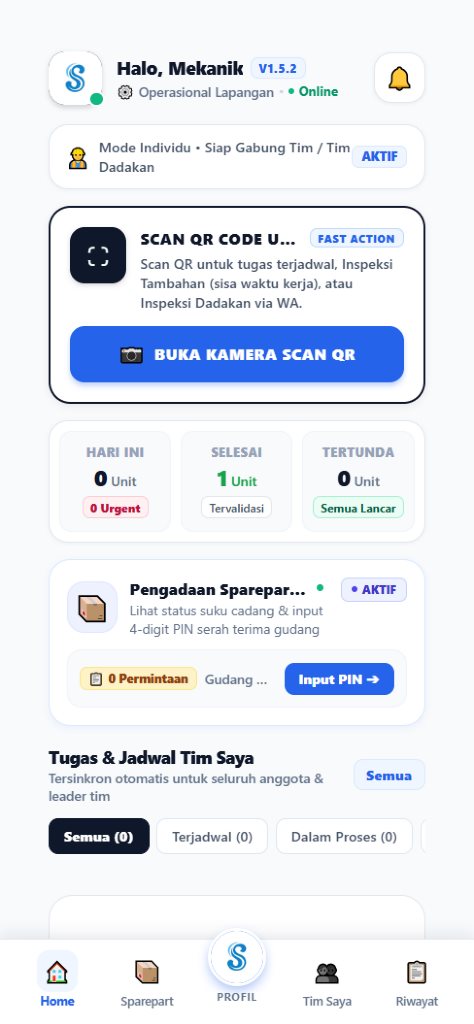 Halo, Mekanik V1.5.2
Operasional Lapangan • Online
Mode Individu • Siap Gabung Tim / Tim
Dadakan
AKTIF
SCAN QR CODE U... FAST ACTION
Scan QR untuk tugas terjadwal, Inspeksi
Tambahan (sisa waktu kerja), atau
Inspeksi Dadakan via WA.
BUKA KAMERA SCAN QR
HARI INI
0 Unit
0 Urgent
SELESAI
1 Unit
Tervalidasi
TERTUNDA
0 Unit
Semua Lancar
Pengadaan Sparepar... • AKTIF
Lihat status suku cadang & input
4-digit PIN serah terima gudang
0 Permintaan Gudang ... Input PIN ➔
Tugas & Jadwal Tim Saya
Tersinkron otomatis untuk seluruh anggota &
leader tim
Semua
Semua (0) Terjadwal (0) Dalam Proses (0)
Home Sparepart PROFIL Tim Saya Riwayat